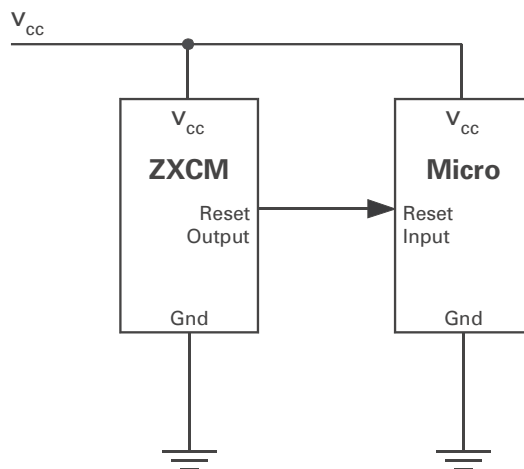 Vcc
Vcc
ZXCM
Reset
Output
Gnd
Vcc
Micro
Reset
Input
Gnd